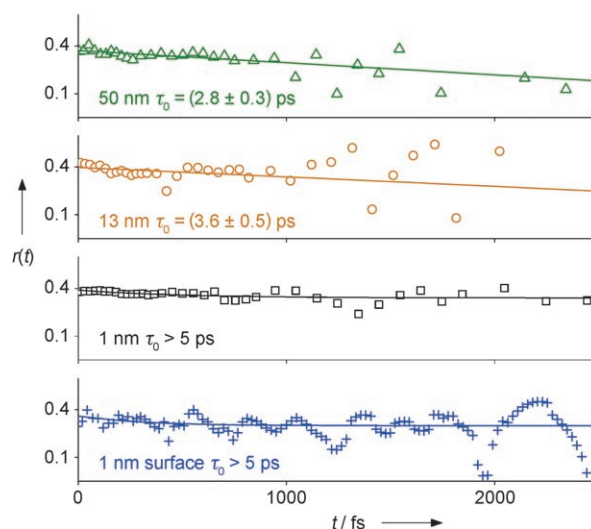 0.4
0.1
50 nm τ₀ = (2.8 ± 0.3) ps
0.4
0.1
13 nm τ₀ = (3.6 ± 0.5) ps
r(t)
0.4
0.1
1 nm τ₀ > 5 ps
0.4
0.1
1 nm surface τ₀ > 5 ps
0 1000 2000
t / fs